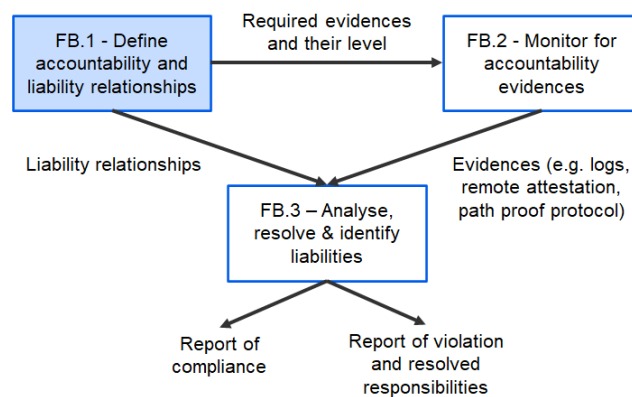 FB.1 - Define
accountability and
liability relationships
Required evidences
and their level
FB.2 - Monitor for
accountability
evidences
Liability relationships
Evidences (e.g. logs,
remote attestation,
path proof protocol)
FB.3 – Analyse,
resolve & identify
liabilities
Report of
compliance
Report of violation
and resolved
responsibilities